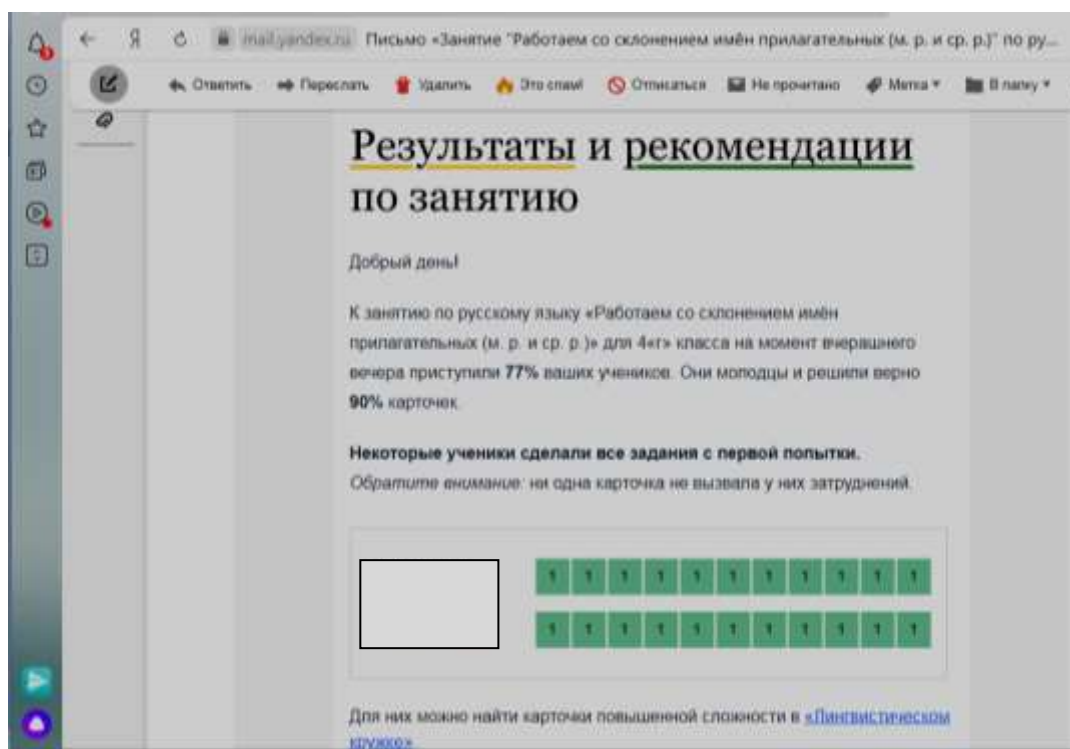 Я mail.yandex.ru Письмо «Занятие "Работаем со склонением имён прилагательных (м. р. и ср. р.)" по ру...
Ответить Переслать Удалить Это спам! Отписаться Не прочитано Метка В папку
Результаты и рекомендации
по занятию
Добрый день!
К занятию по русскому языку «Работаем со склонением имён
прилагательных (м. р. и ср. р.)» для 4«г» класса на момент вчерашнего
вечера приступили 77% ваших учеников. Они молодцы и решили верно
90% карточек.
Некоторые ученики сделали все задания с первой попытки.
Обратите внимание: ни одна карточка не вызвала у них затруднений.
1 1 1 1 1 1 1 1 1 1 1
1 1 1 1 1 1 1 1 1 1 1
Для них можно найти карточки повышенной сложности в «Лингвистическом
кружке»